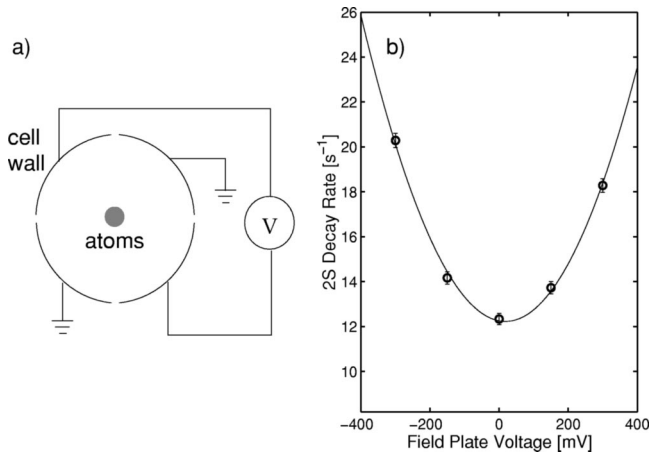 a)
cell
wall
atoms
V
b)
2S Decay Rate [s⁻¹]
26
24
22
20
18
16
14
12
10
−400 −200 0 200 400
Field Plate Voltage [mV]